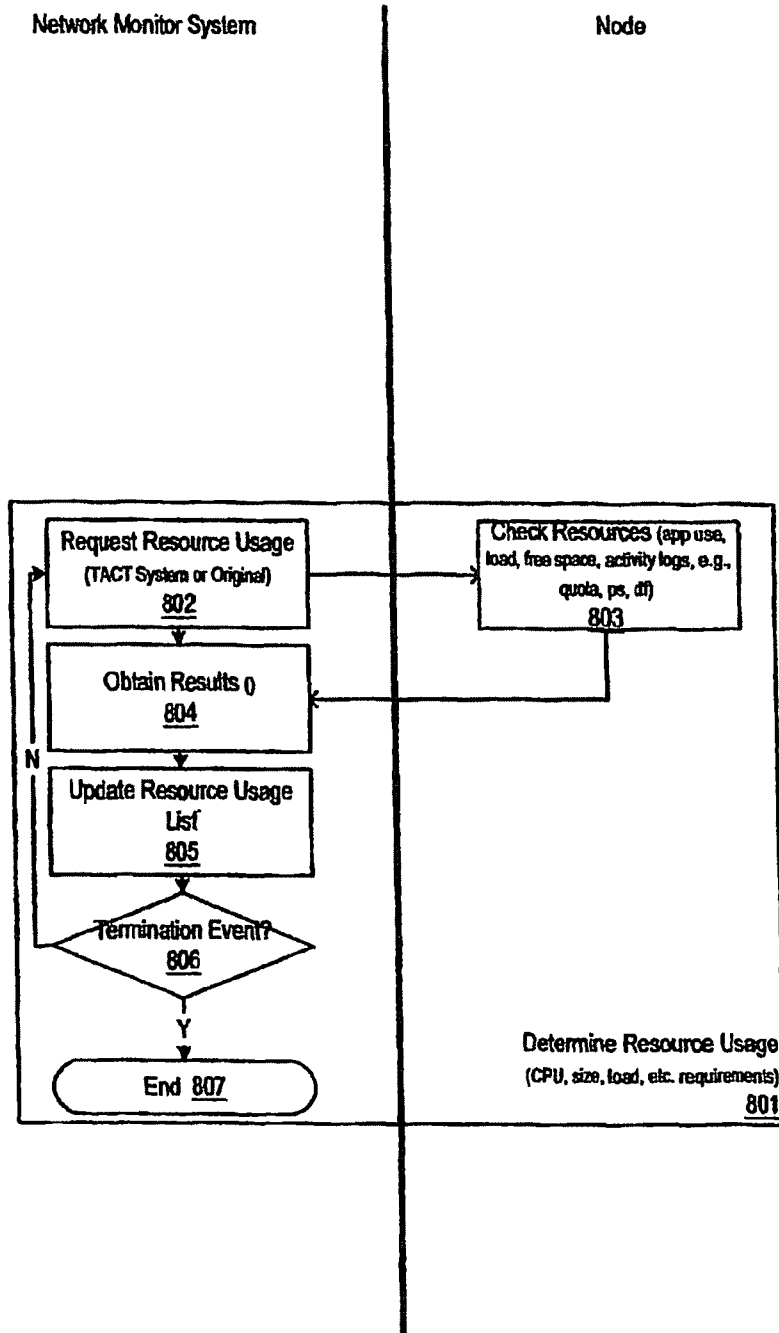 Network Monitor System
Node
Request Resource Usage
(TACT System or Original)
802
Check Resources (app use,
load, free space, activity logs, e.g.,
quota, ps, df)
803
Obtain Results ()
804
N
Update Resource Usage
List
805
Termination Event?
806
Y
End 807
Determine Resource Usage
(CPU, size, load, etc. requirements)
801